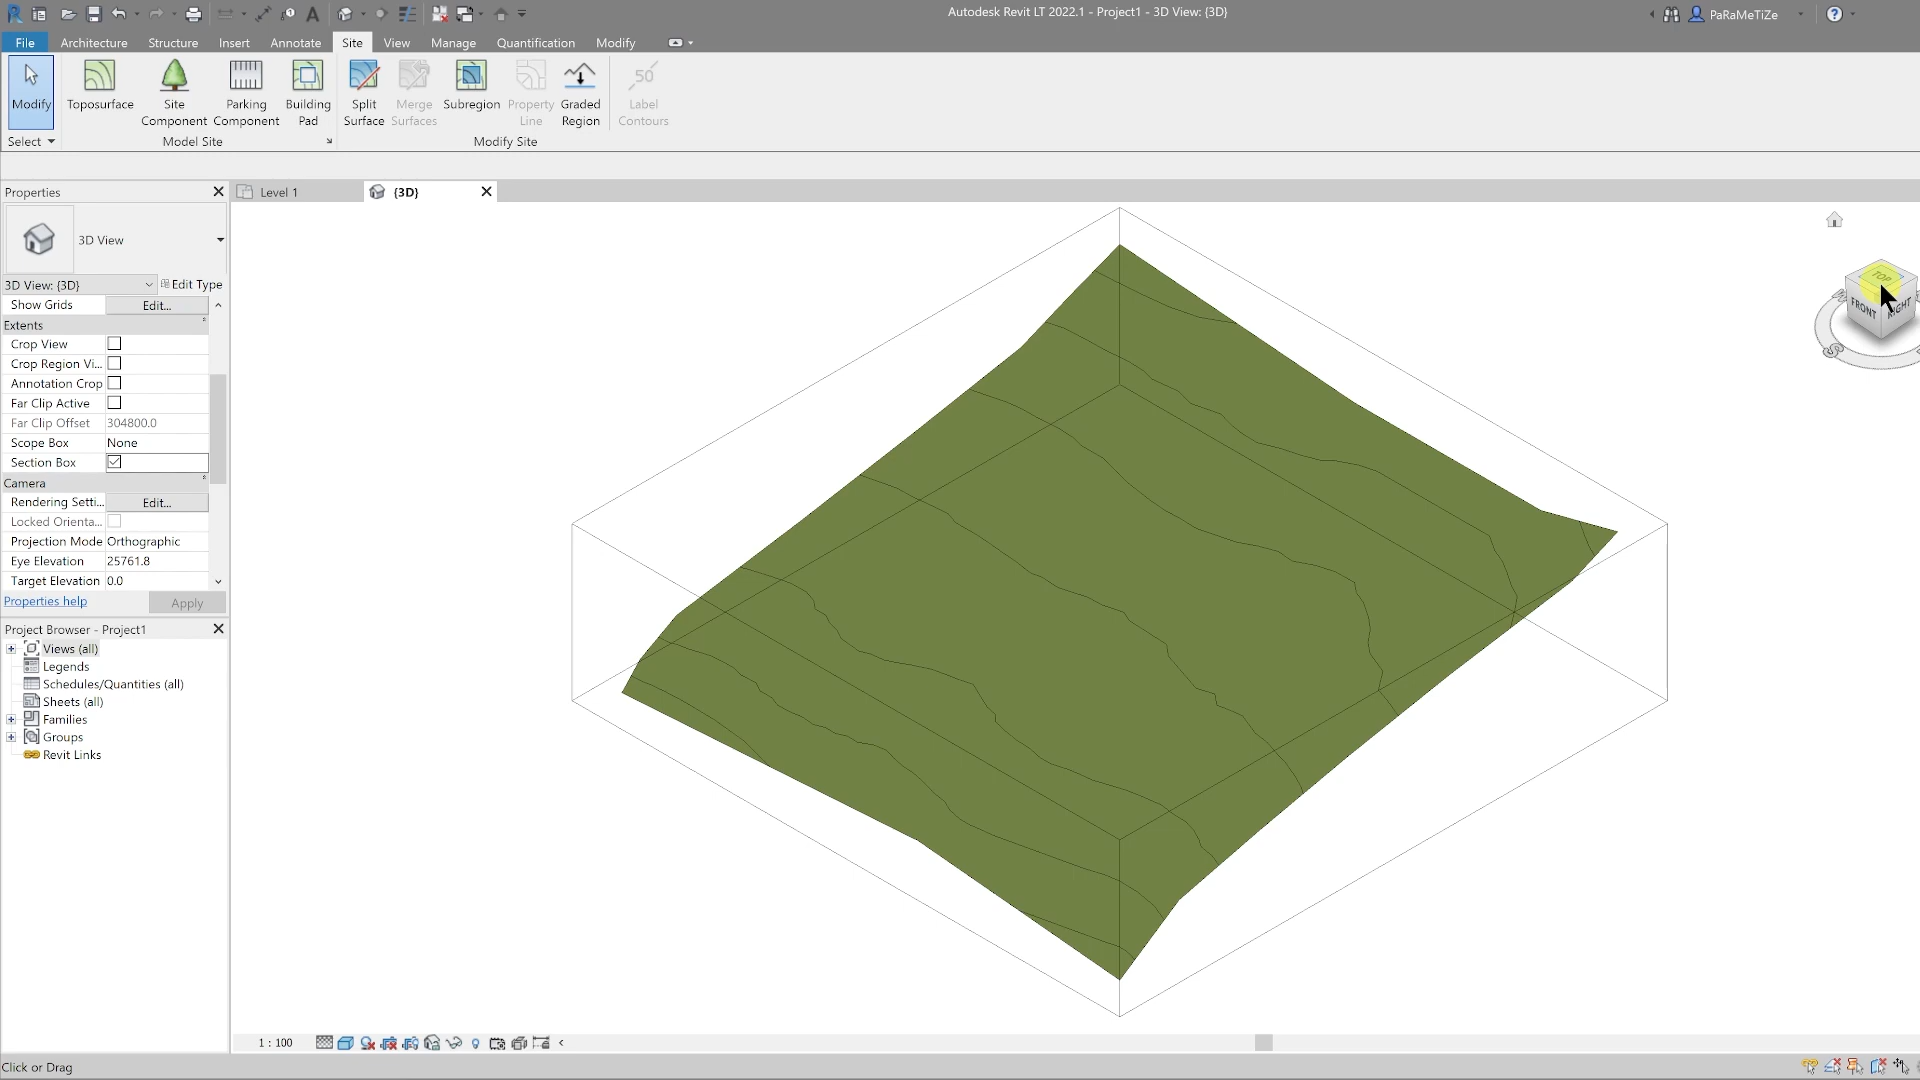 Autodesk Revit LT 2022.1 - Project1 - 3D View: {3D}
PaRaMeTiZe
File Architecture Structure Insert Annotate Site View Manage Quantification Modify
Modify
Toposurface
Site Component
Parking Component
Building Pad
Split Surface
Merge Surfaces
Subregion
Property Line
Graded Region
50
Label Contours
Select
Model Site
Modify Site
Properties
Level 1
{3D}
3D View
3D View: {3D}
Edit Type
Show Grids Edit...
Extents
Crop View
Crop Region Vi...
Annotation Crop
Far Clip Active
Far Clip Offset 304800.0
Scope Box None
Section Box
Camera
Rendering Setti... Edit...
Locked Orienta...
Projection Mode Orthographic
Eye Elevation 25761.8
Target Elevation 0.0
Properties help
Apply
Project Browser - Project1
Views (all)
Legends
Schedules/Quantities (all)
Sheets (all)
Families
Groups
Revit Links
TOP
FRONT
S
1 : 100
Click or Drag